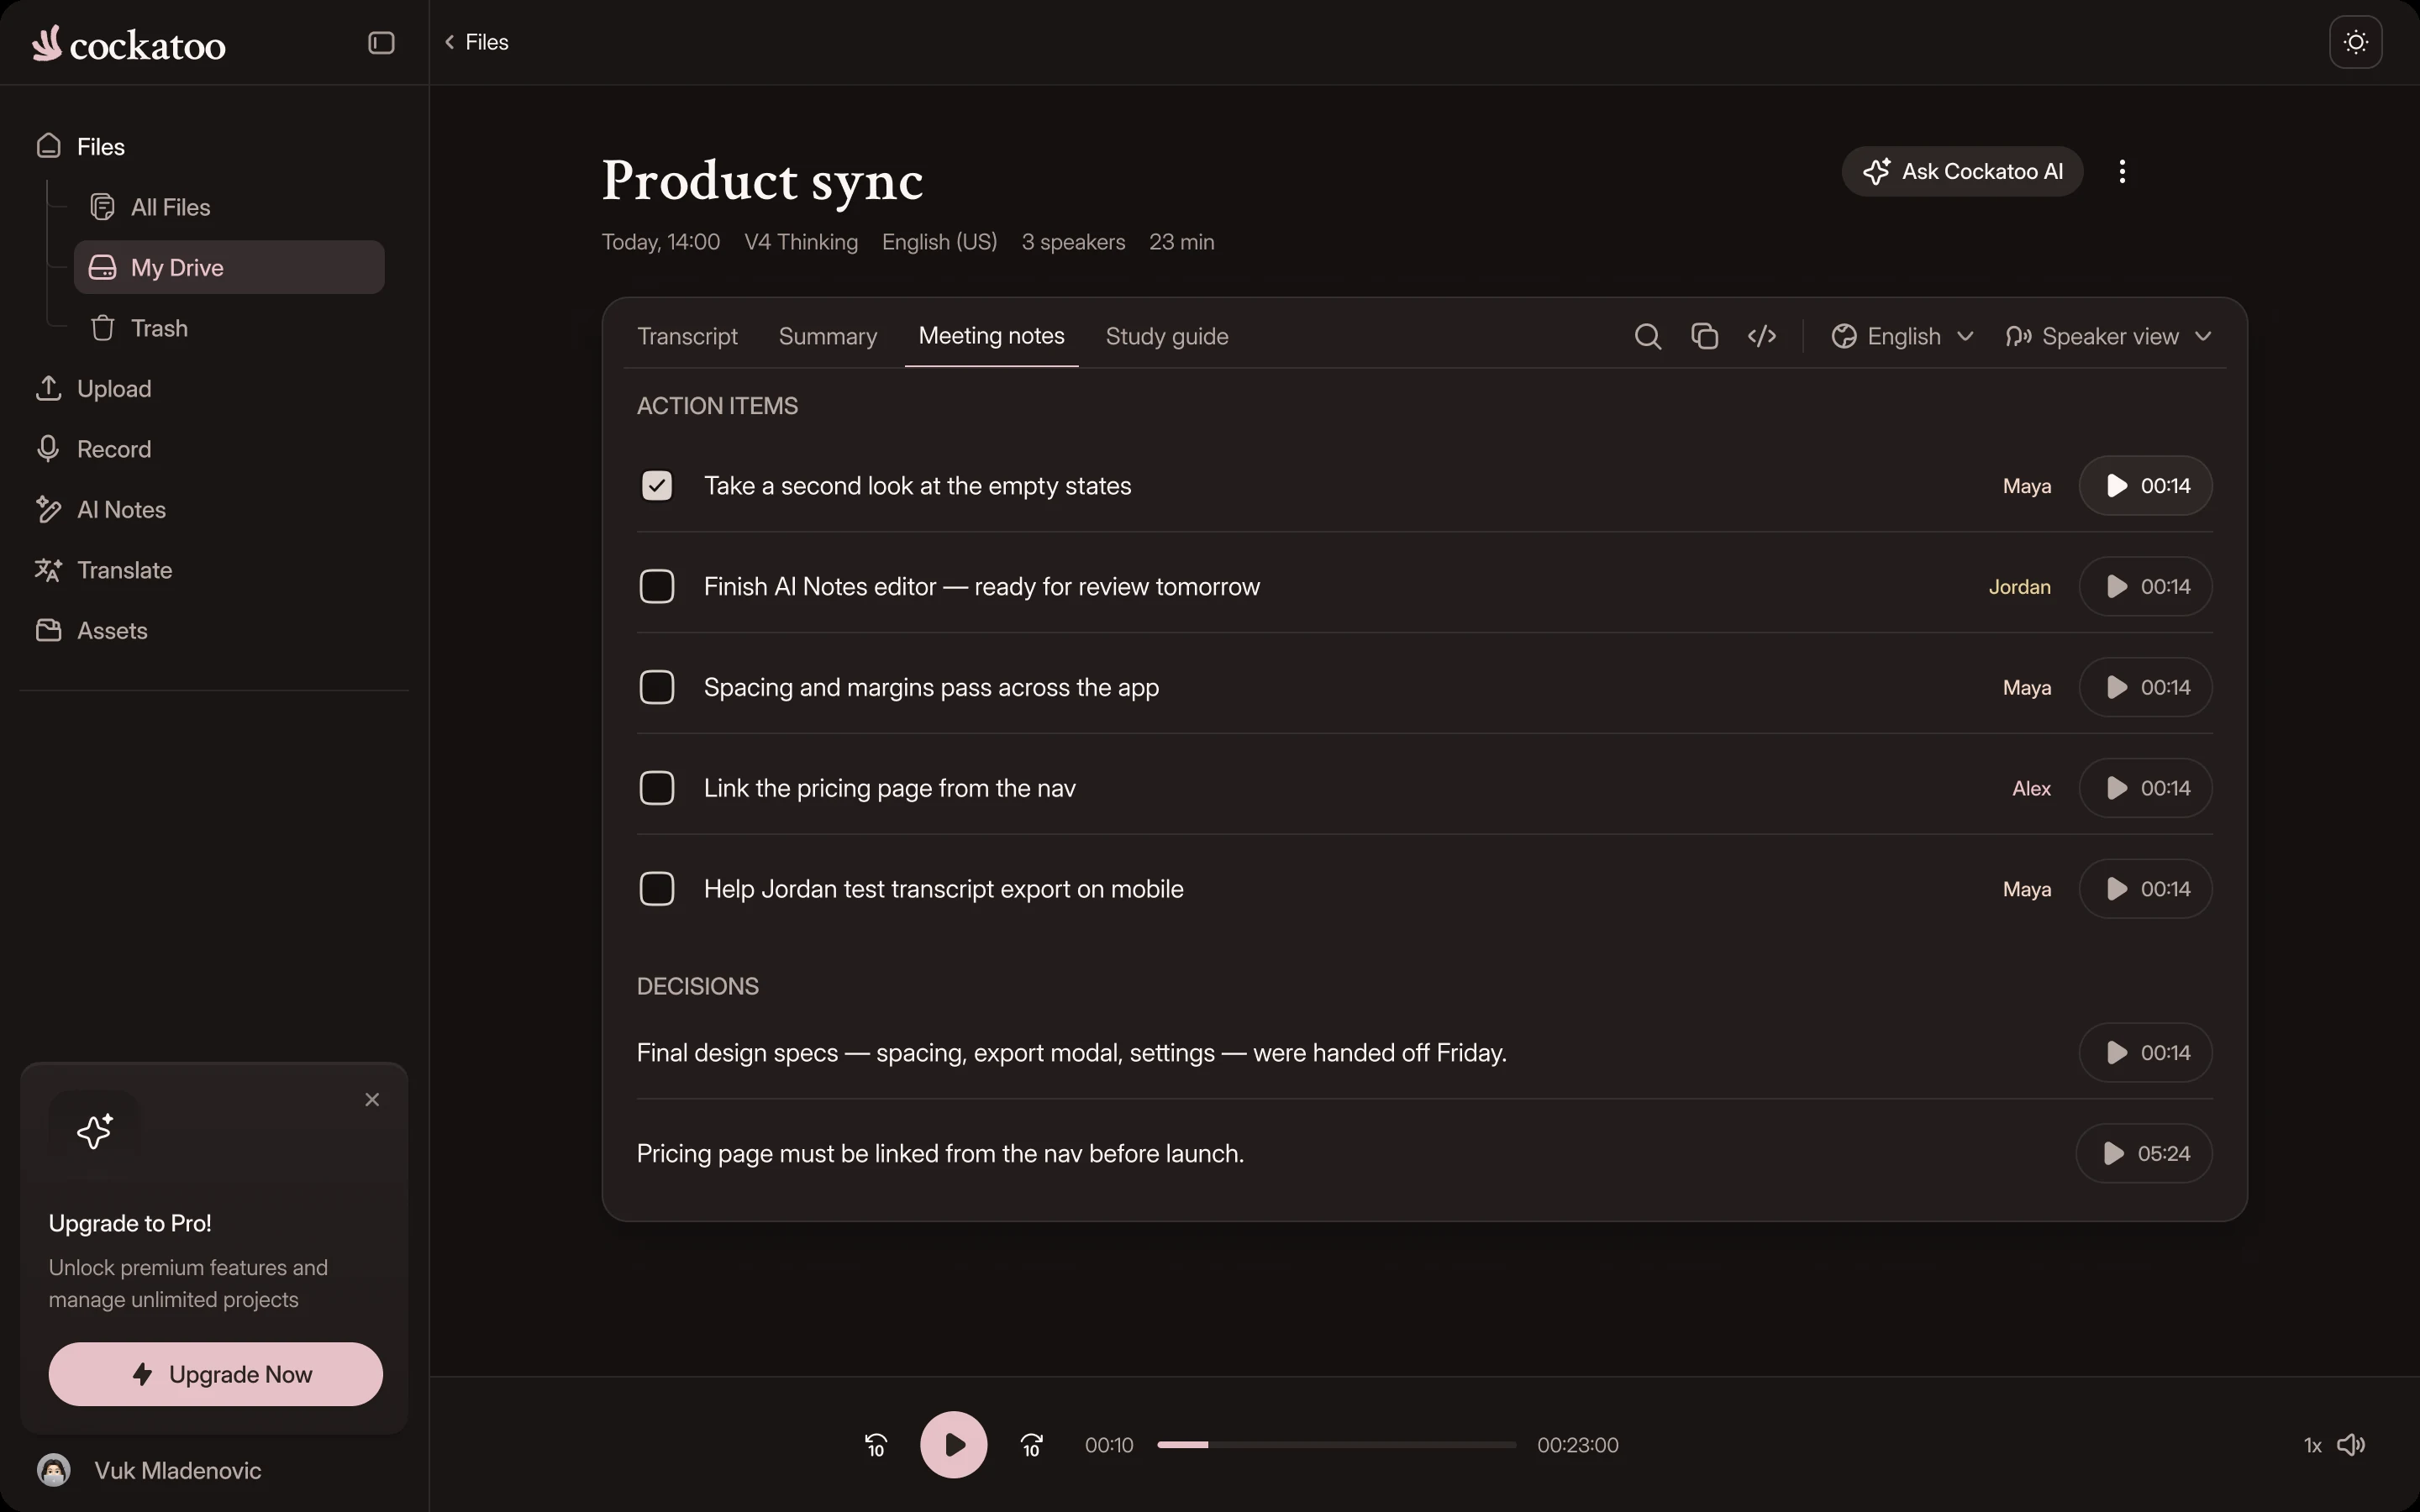 cockatoo
Files
All Files
My Drive
Trash
Upload
Record
AI Notes
Translate
Assets
Upgrade to Pro!
Unlock premium features and
manage unlimited projects
Upgrade Now
Vuk Mladenovic
Files
Product sync
Ask Cockatoo AI
Today, 14:00 V4 Thinking English (US) 3 speakers 23 min
Transcript Summary Meeting notes Study guide English Speaker view
ACTION ITEMS
Take a second look at the empty states Maya 00:14
Finish AI Notes editor — ready for review tomorrow Jordan 00:14
Spacing and margins pass across the app Maya 00:14
Link the pricing page from the nav Alex 00:14
Help Jordan test transcript export on mobile Maya 00:14
DECISIONS
Final design specs — spacing, export modal, settings — were handed off Friday. 00:14
Pricing page must be linked from the nav before launch. 05:24
10 10 00:10 00:23:00 1x